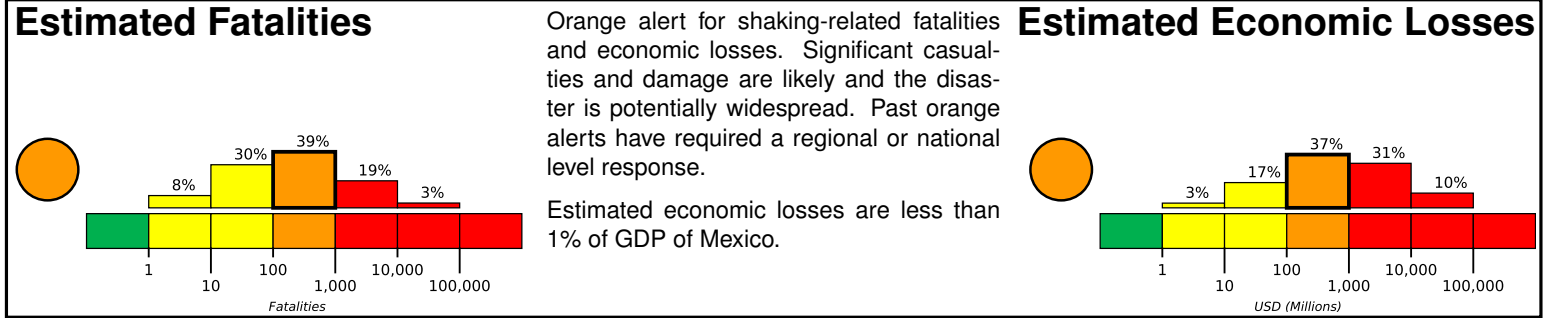 Estimated Fatalities
39%
30%
19%
8%
3%
1
100
10,000
10
1,000
100,000
Fatalities
Orange alert for shaking-related fatalities
and economic losses. Significant casual-
ties and damage are likely and the disas-
ter is potentially widespread. Past orange
alerts have required a regional or national
level response.
Estimated economic losses are less than
1% of GDP of Mexico.
Estimated Economic Losses
37%
31%
17%
10%
3%
1
100
10,000
10
1,000
100,000
USD (Millions)